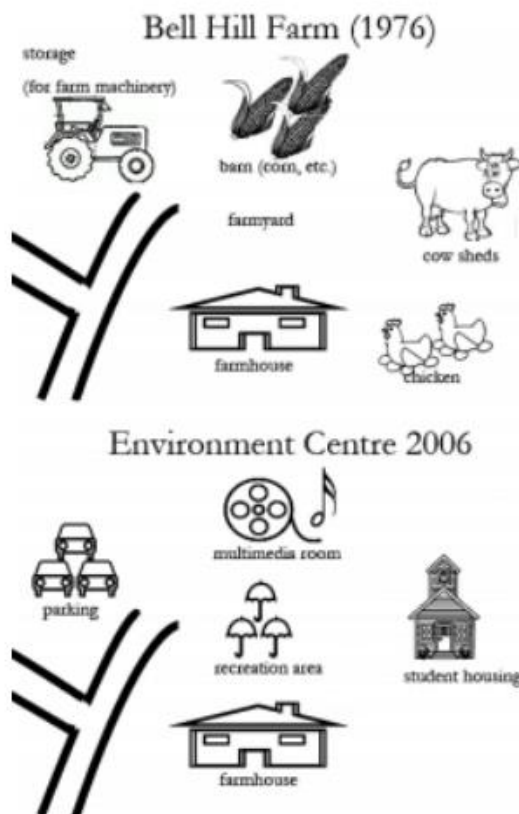 Bell Hill Farm (1976)
storage
(for farm machinery)
barn (corn, etc.)
farmyard
cow sheds
farmhouse
chicken
Environment Centre 2006
multimedia room
parking
recreation area
student housing
farmhouse